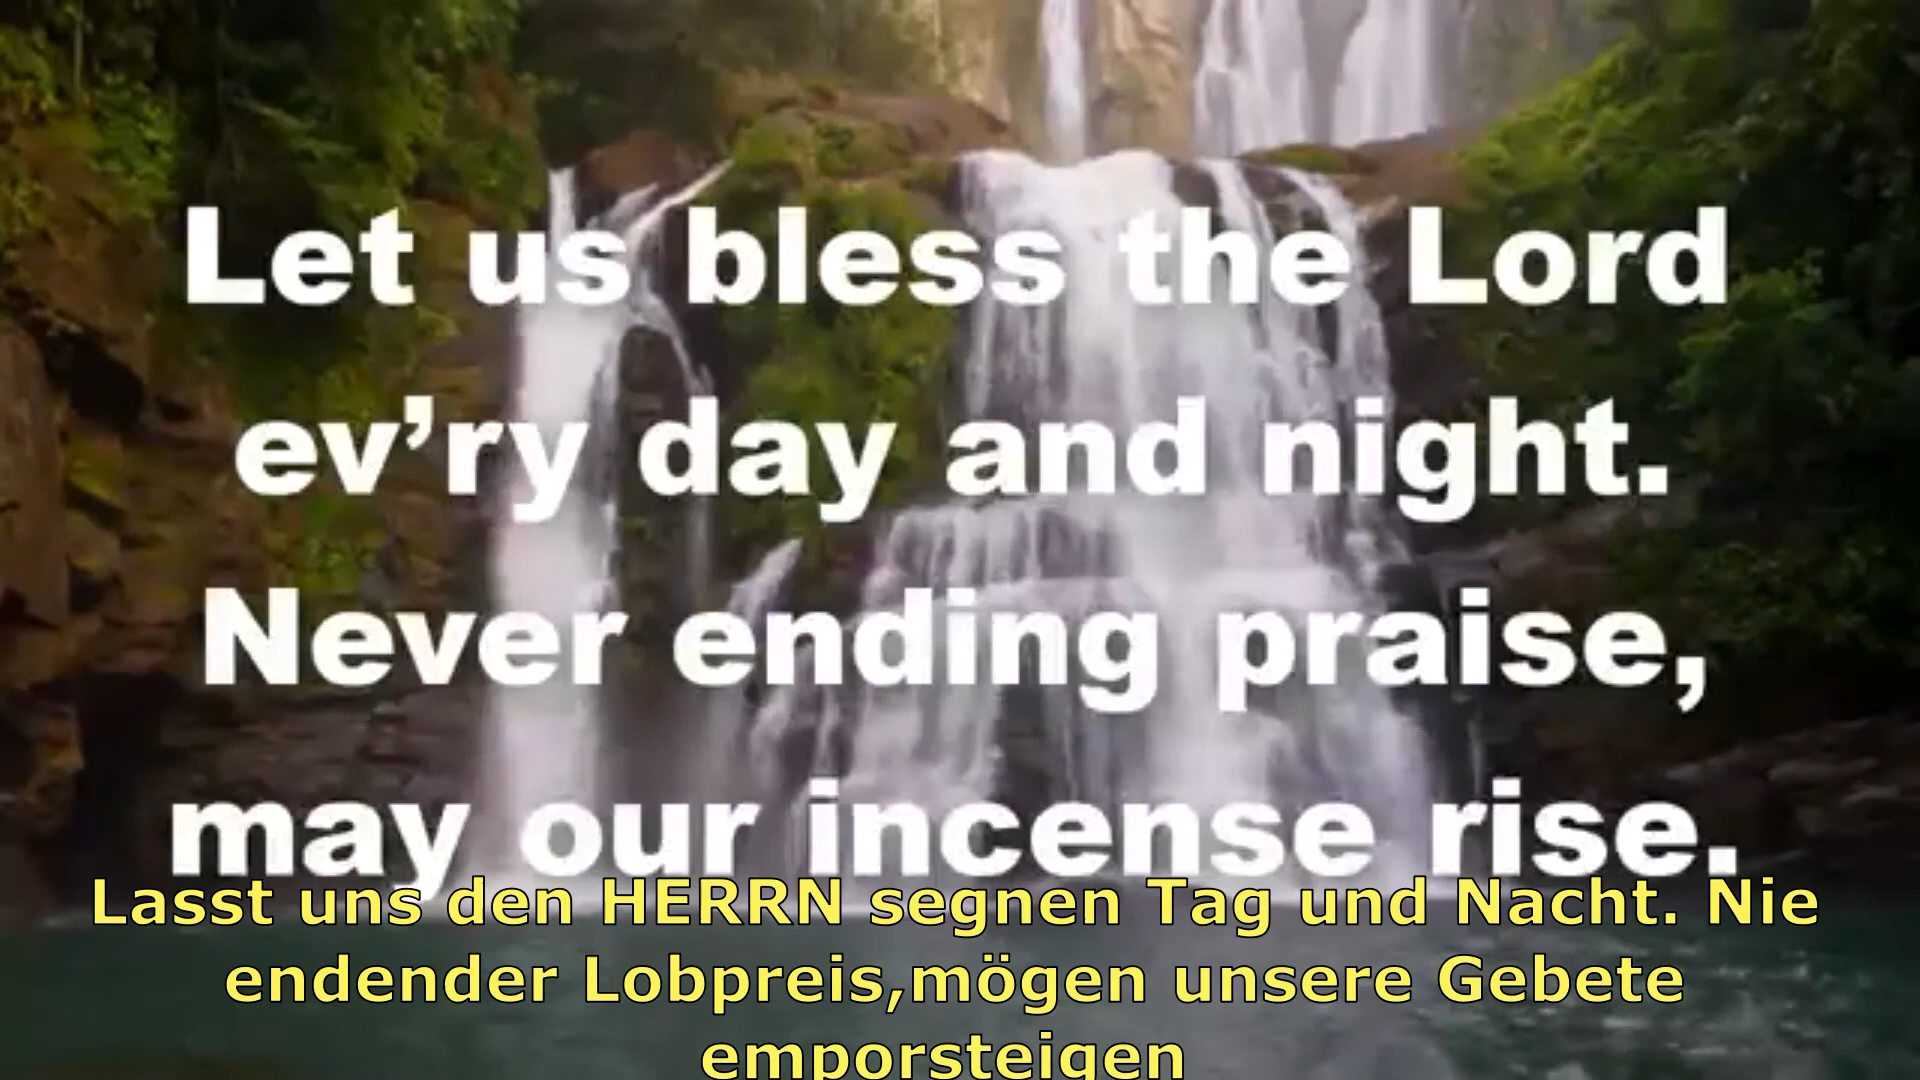 Let us bless the Lord
ev’ry day and night.
Never ending praise,
may our incense rise.
Lasst uns den HERRN segnen Tag und Nacht. Nie
endender Lobpreis,mögen unsere Gebete
emporsteigen